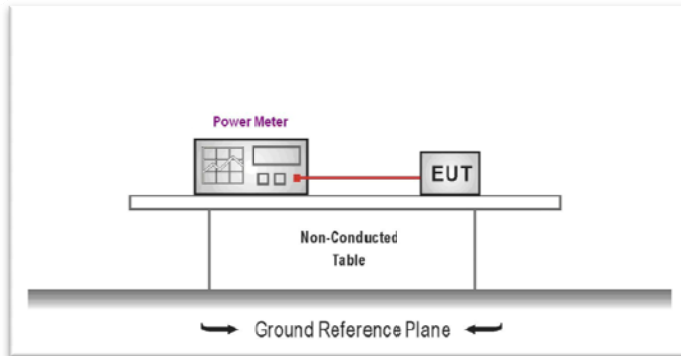 Power Meter
EUT
Non-Conducted
Table
Ground Reference Plane